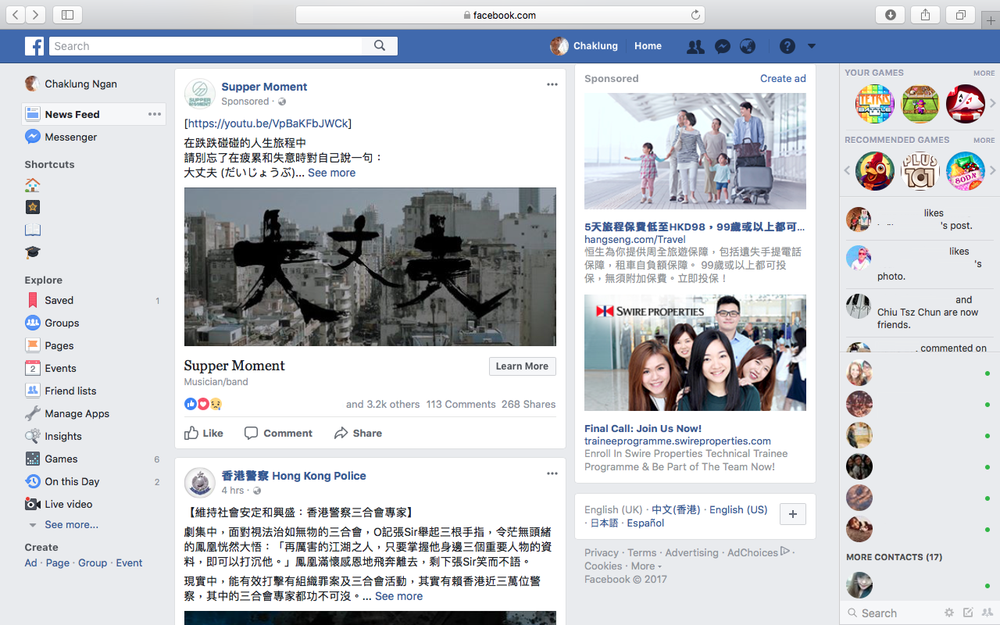 facebook.com
Search
Chaklung
Home
Chaklung Ngan
News Feed
Messenger
Shortcuts
Explore
Saved
1
Groups
Pages
2
Events
Friend lists
Manage Apps
Insights
Games
6
On this Day
2
Live video
See more...
Create
Ad · Page · Group · Event
SUPPER
MOMENT
Supper Moment
Sponsored ·
[https://youtu.be/VpBaKFbJWCk]
在跌跌碰碰的人生旅程中
請別忘了在疲累和失意時對自己說一句：
大丈夫 (だいじょうぶ)... See more
大丈夫
Supper Moment
Learn More
Musician/band
and 3.2k others 113 Comments 268 Shares
Like
Comment
Share
香港警察 Hong Kong Police
4 hrs ·
【維持社會安定和興盛：香港警察三合會專家】
劇集中，面對視法治如無物的三合會，O記張Sir舉起三根手指，令茫無頭緒
的鳳凰恍然大悟：「再厲害的江湖之人，只要掌握他身邊三個重要人物的資
料，即可以打沉他。」鳳凰滿懷感恩地飛奔離去，剩下張Sir笑而不語。
現實中，能有效打擊有組織罪案及三合會活動，其實有賴香港近三萬位警
察，其中的三合會專家都功不可沒。... See more
Sponsored
Create ad
5天旅程保費低至HKD98，99歲或以上都可...
hangseng.com/Travel
恒生為你提供周全旅遊保障，包括遺失手提電話
保障，租車自負額保障。 99歲或以上都可投
保，無須附加保費。立即投保！
SWIRE PROPERTIES
Final Call: Join Us Now!
traineeprogramme.swireproperties.com
Enroll In Swire Properties Technical Trainee
Programme & Be Part of The Team Now!
English (UK) · 中文(香港) · English (US)
· 日本語 · Español
Privacy · Terms · Advertising · AdChoices ·
Cookies · More
Facebook © 2017
YOUR GAMES
MORE
TETRIS
BATTLE
RECOMMENDED GAMES
MORE
PLUS
SODA
likes
's post.
likes
's
photo.
and
Chiu Tsz Chun are now
friends.
commented on
MORE CONTACTS (17)
Search